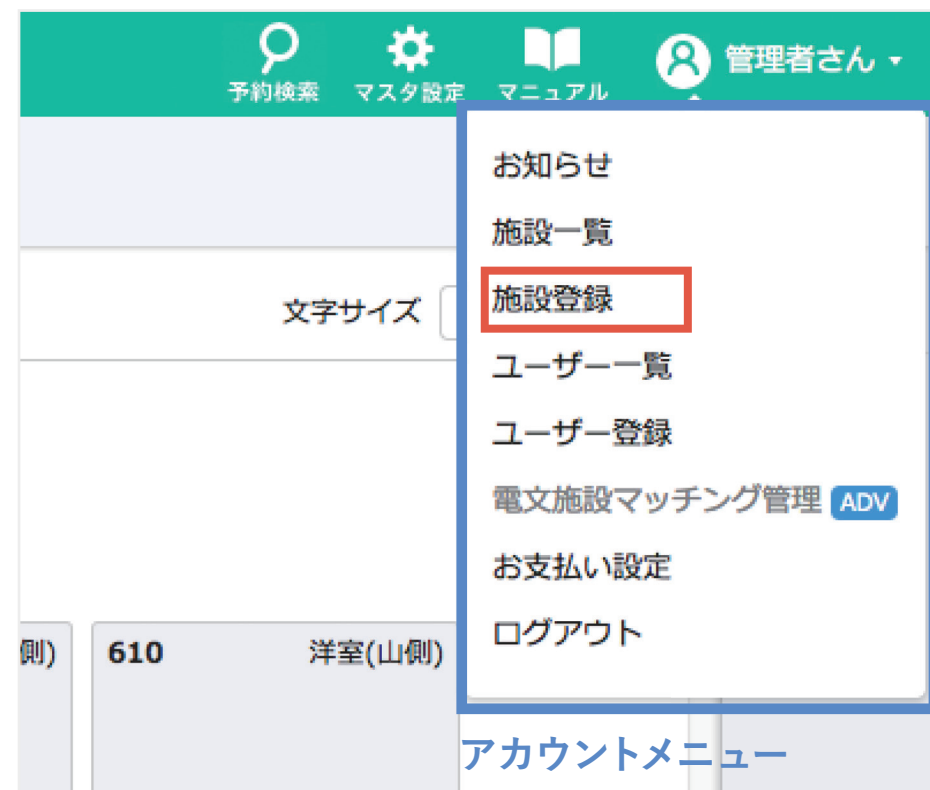 予約検索 マスタ設定 マニュアル 管理者さん
お知らせ
施設一覧
文字サイズ 施設登録
ユーザー一覧
ユーザー登録
電文施設マッチング管理 ADV
お支払い設定
ログアウト
側) 610 洋室(山側)
アカウントメニュー